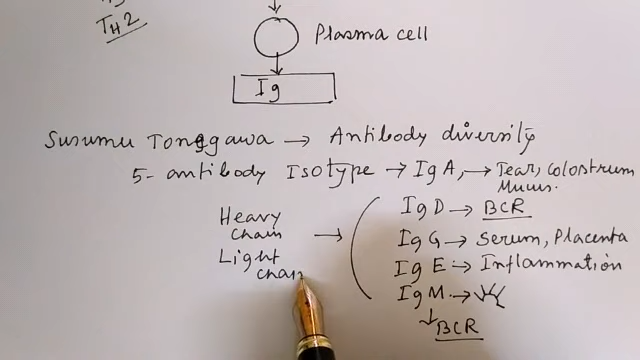 TH2
Plasma cell
Ig
Susumu Tonegawa → Antibody diversity
5- antibody Isotype → IgA, → Tear, Colostrum
Mucus.
Heavy chain →
Light chain
IgD → BCR
IgG → Serum, Placenta
IgE → Inflammation
IgM →
↓ BCR